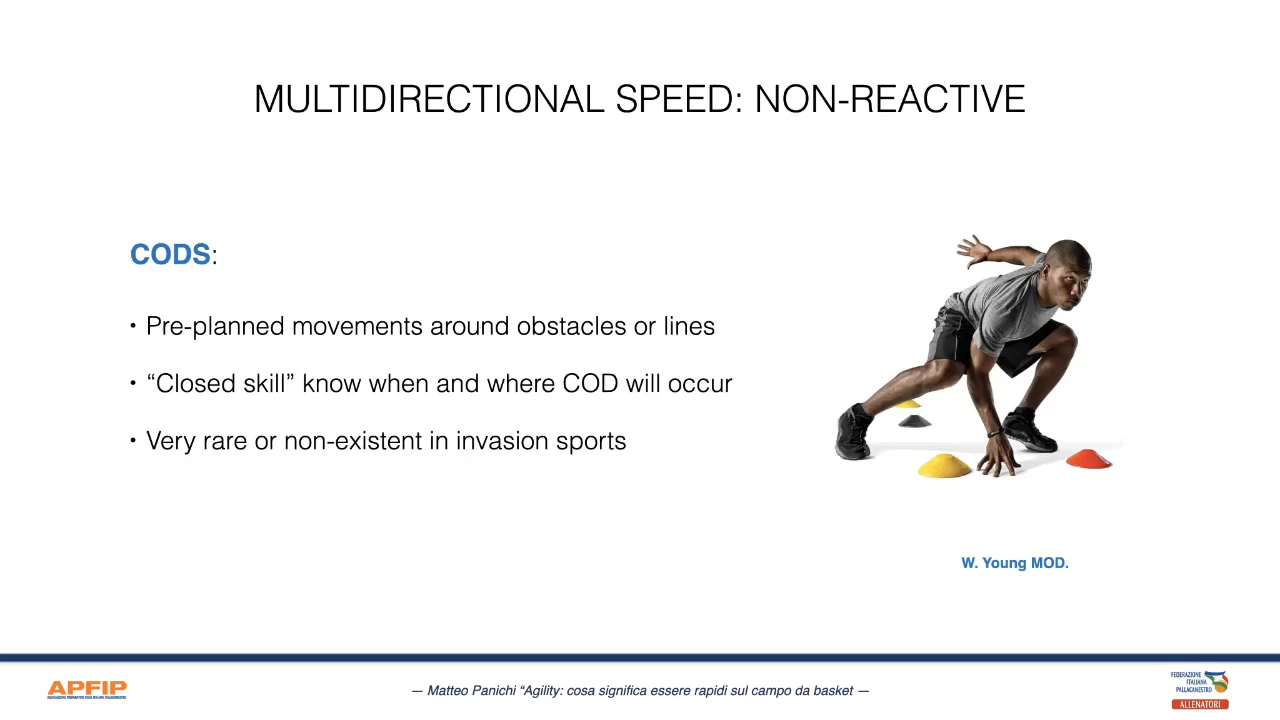 MULTIDIRECTIONAL SPEED: NON-REACTIVE
CODS:
• Pre-planned movements around obstacles or lines
• “Closed skill” know when and where COD will occur
• Very rare or non-existent in invasion sports
W. Young MOD.
APFIP
— Matteo Panichi “Agility: cosa significa essere rapidi sul campo da basket —
FEDERAZIONE
ITALIANA
PALLACANESTRO
ALLENATORI